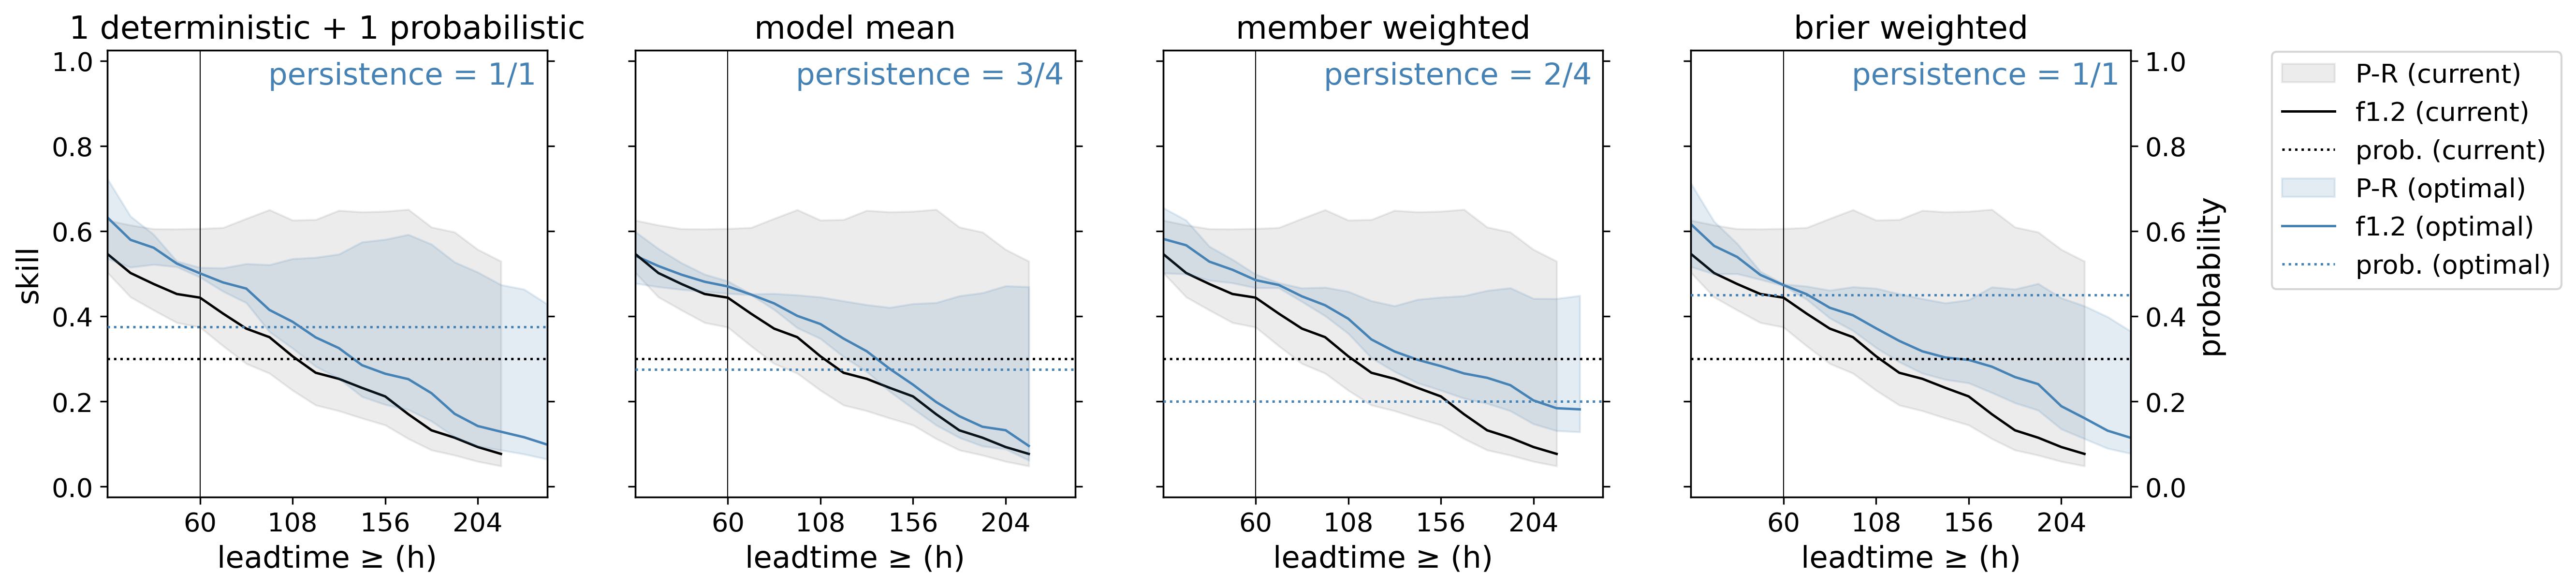 1 deterministic + 1 probabilistic
model mean
member weighted
brier weighted
persistence = 1/1
persistence = 3/4
persistence = 2/4
persistence = 1/1
1.0
0.8
0.6
0.4
0.2
0.0
skill
60 108 156 204
60 108 156 204
60 108 156 204
60 108 156 204
leadtime ≥ (h)
leadtime ≥ (h)
leadtime ≥ (h)
leadtime ≥ (h)
1.0
0.8
0.6
0.4
0.2
0.0
probability
P-R (current)
f1.2 (current)
prob. (current)
P-R (optimal)
f1.2 (optimal)
prob. (optimal)